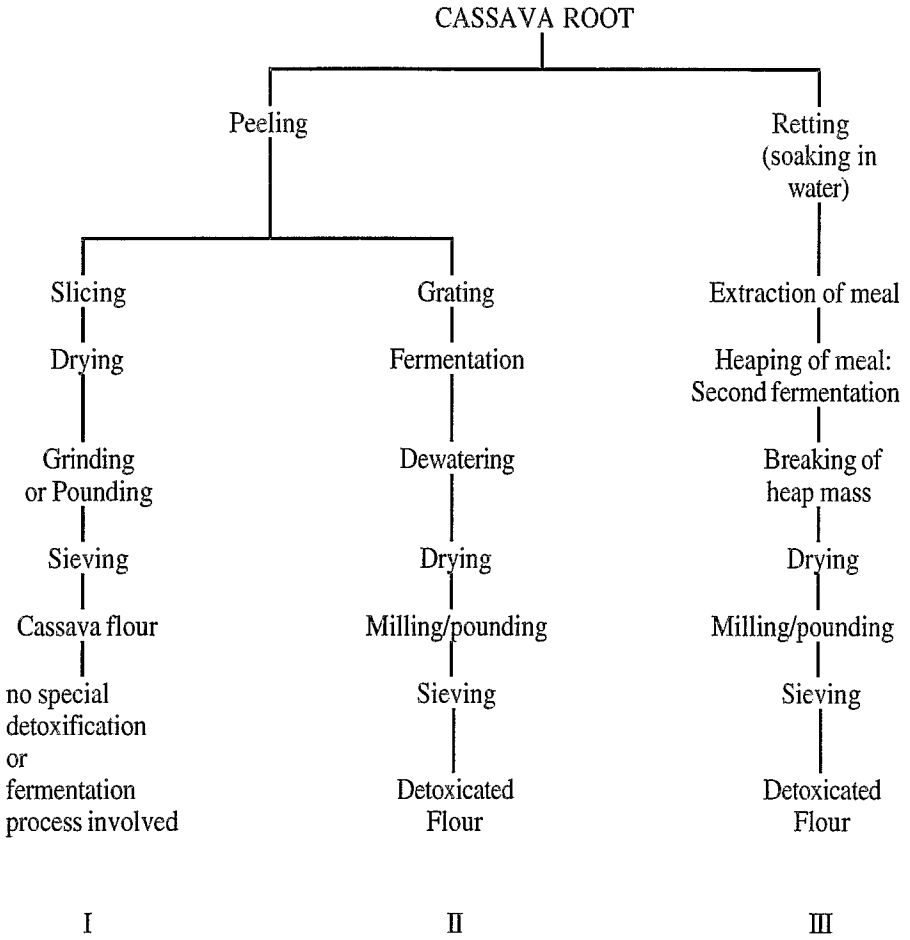 CASSAVA ROOT
Peeling
Retting
(soaking in
water)
Slicing
Grating
Extraction of meal
Drying
Fermentation
Heaping of meal:
Second fermentation
Grinding
or Pounding
Dewatering
Breaking of
heap mass
Sieving
Drying
Drying
Cassava flour
Milling/pounding
Milling/pounding
no special
detoxification
or
fermentation
process involved
Sieving
Sieving
Detoxicated
Flour
Detoxicated
Flour
I
II
III